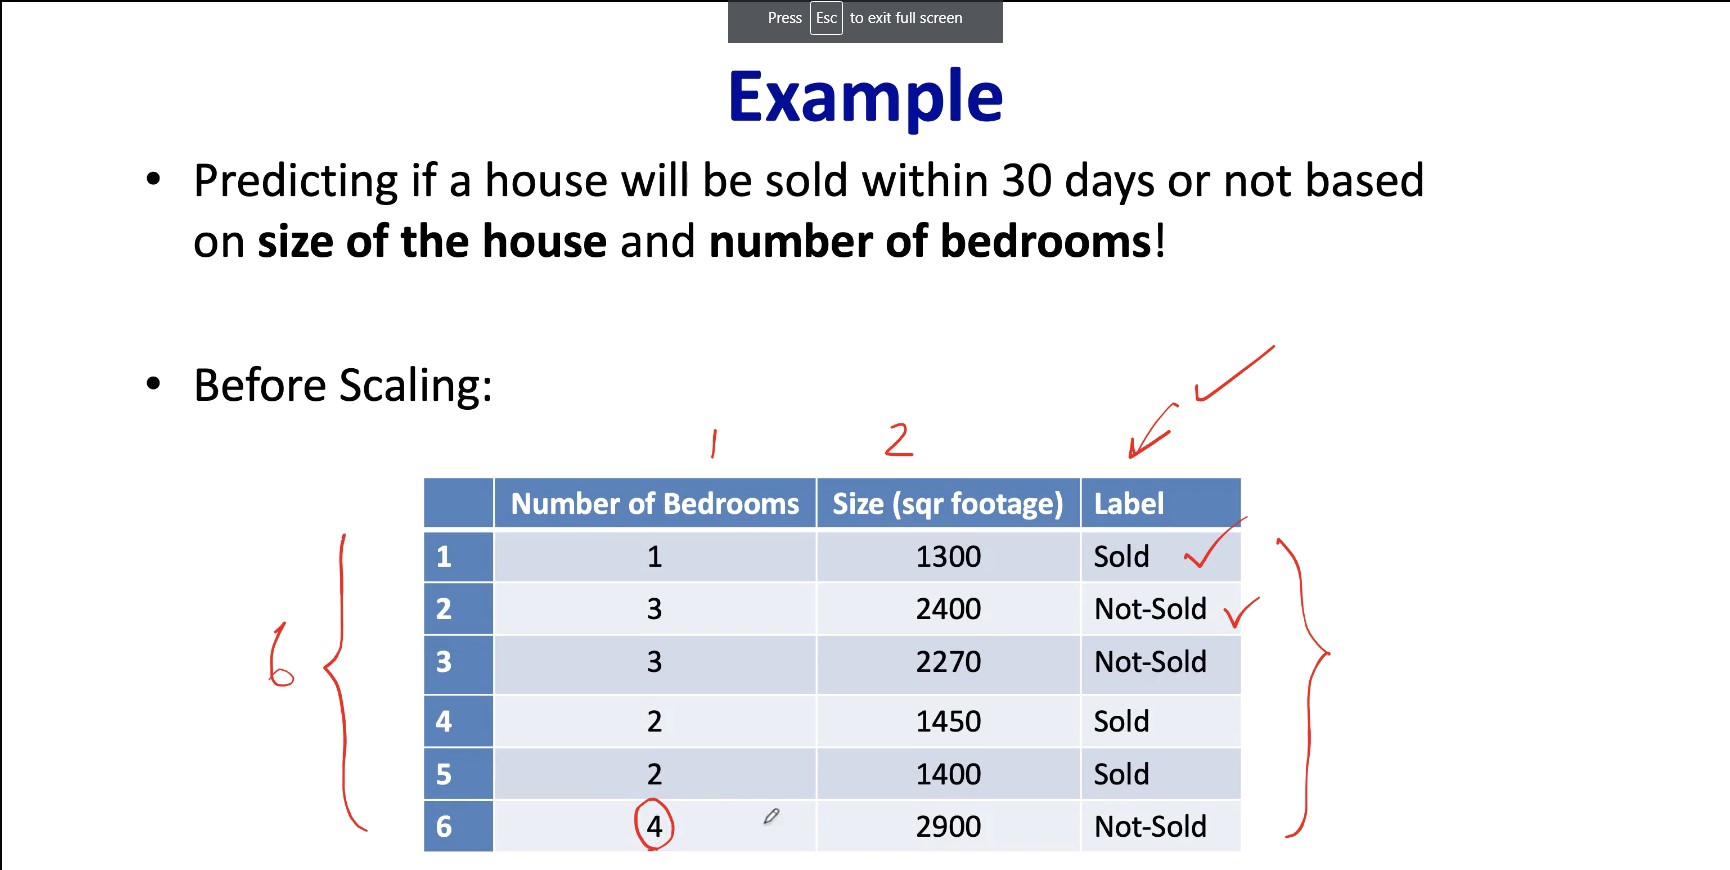 Press Esc to exit full screen
Example
• Predicting if a house will be sold within 30 days or not based
on size of the house and number of bedrooms!
• Before Scaling:
1 2
Number of Bedrooms Size (sqr footage) Label
1 1 1300 Sold
2 3 2400 Not-Sold
3 3 2270 Not-Sold
6
4 2 1450 Sold
5 2 1400 Sold
6 4 2900 Not-Sold